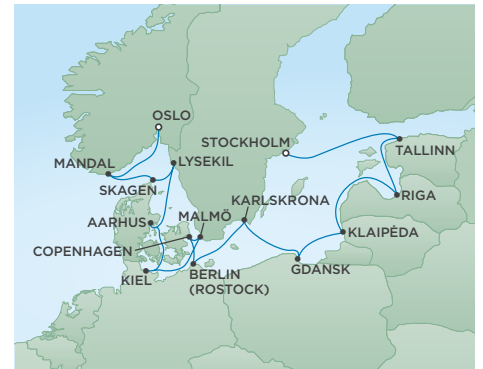 OSLO
STOCKHOLM
TALLINN
MANDAL
LYSEKIL
SKAGEN
RIGA
KARLSKRONA
AARHUS
MALMÖ
KLAIPĖDA
COPENHAGEN
GDANSK
KIEL
BERLIN
(ROSTOCK)